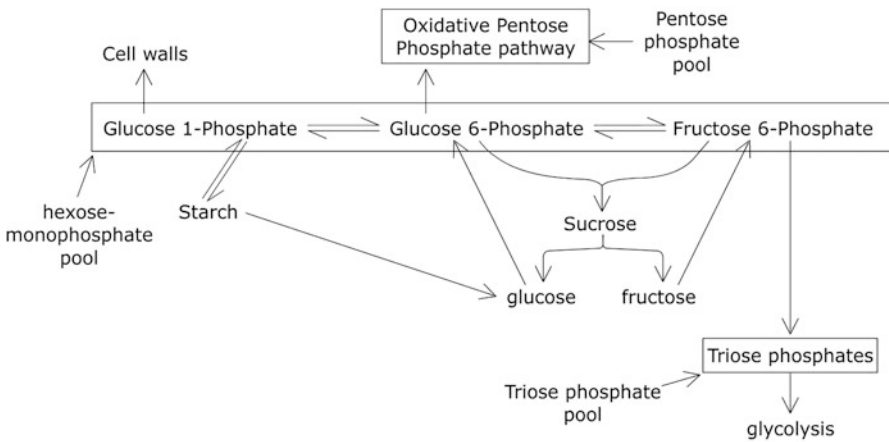 Oxidative Pentose
Phosphate pathway
Pentose
phosphate
pool
Cell walls
Glucose 1-Phosphate
Glucose 6-Phosphate
Fructose 6-Phosphate
hexose-
monophosphate
pool
Starch
Sucrose
glucose
fructose
Triose phosphates
Triose phosphate
pool
glycolysis